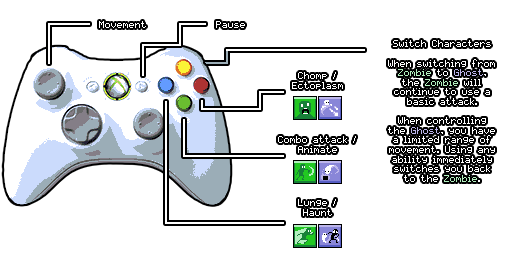 Movement
Pause
Switch Characters
When switching from
Zombie to Ghost,
the Zombie will
continue to use a
basic attack.
When controlling
the Ghost, you have
a limited range of
movement. Using any
ability immediately
switches you back
to the Zombie.
Chomp /
Ectoplasm
Combo attack /
Animate
Lunge /
Haunt